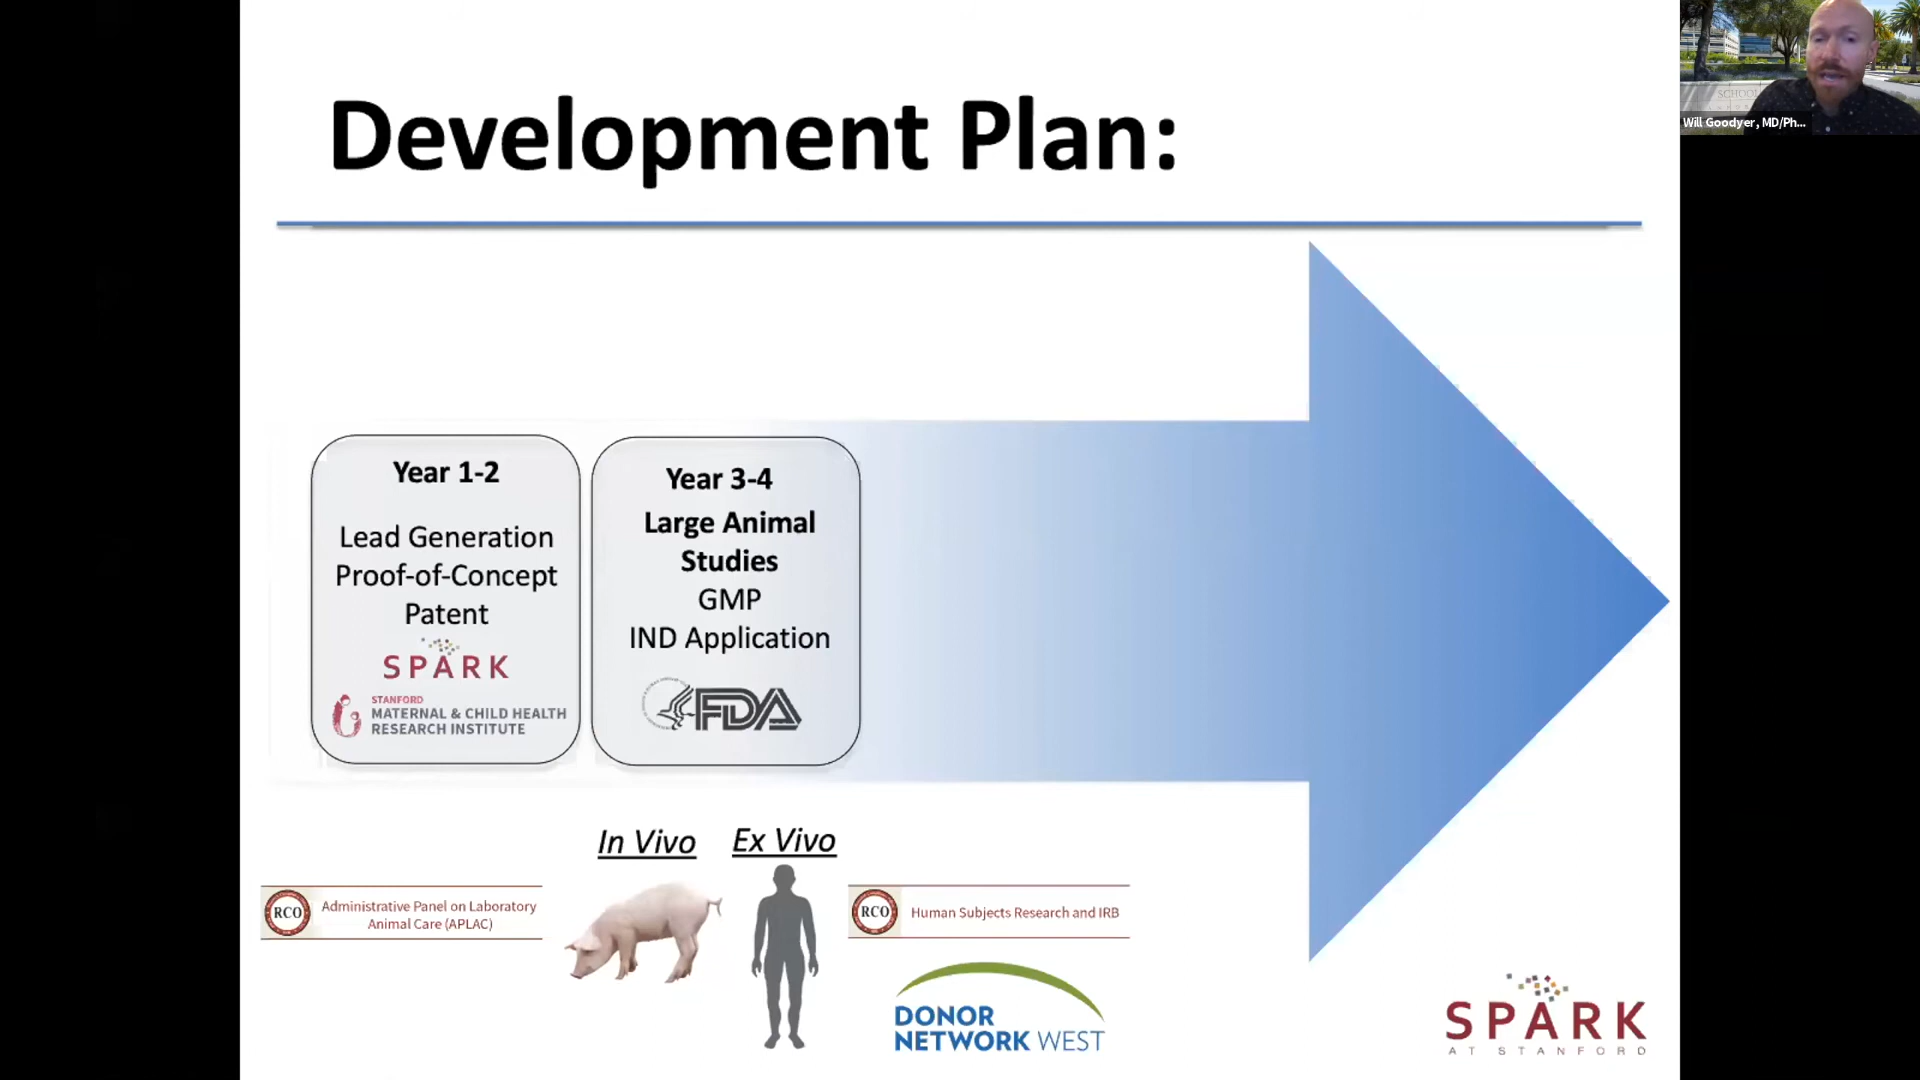 Development Plan:
SCHOOL
Will Goodyer, MD/Ph...
Year 1-2
Lead Generation
Proof-of-Concept
Patent
SPARK
STANFORD
MATERNAL & CHILD HEALTH
RESEARCH INSTITUTE
Year 3-4
Large Animal
Studies
GMP
IND Application
FDA
In Vivo
Ex Vivo
RCO
Administrative Panel on Laboratory
Animal Care (APLAC)
RCO
Human Subjects Research and IRB
DONOR
NETWORK WEST
SPARK
AT STANFORD